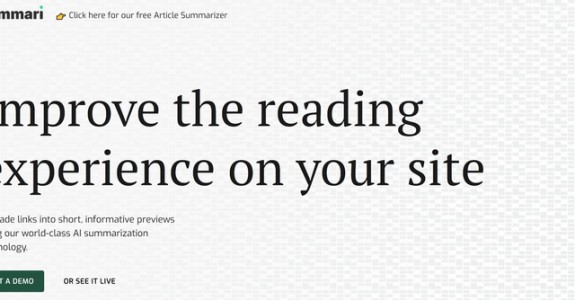 mmari
👉 Click here for our free Article Summarizer
mprove the reading
experience on your site
ade links into short, informative previews
g our world-class AI summarization
nology.
T A DEMO
OR SEE IT LIVE